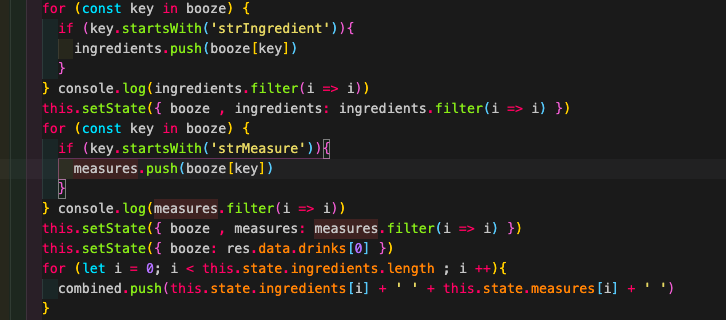 for (const key in booze) {
if (key.startsWith('strIngredient')){
ingredients.push(booze[key])
}
} console.log(ingredients.filter(i => i))
this.setState({ booze , ingredients: ingredients.filter(i => i) })
for (const key in booze) {
if (key.startsWith('strMeasure')){
measures.push(booze[key])
}
} console.log(measures.filter(i => i))
this.setState({ booze , measures: measures.filter(i => i) })
this.setState({ booze: res.data.drinks[0] })
for (let i = 0; i < this.state.ingredients.length ; i ++){
combined.push(this.state.ingredients[i] + ' ' + this.state.measures[i] + ' ')
}